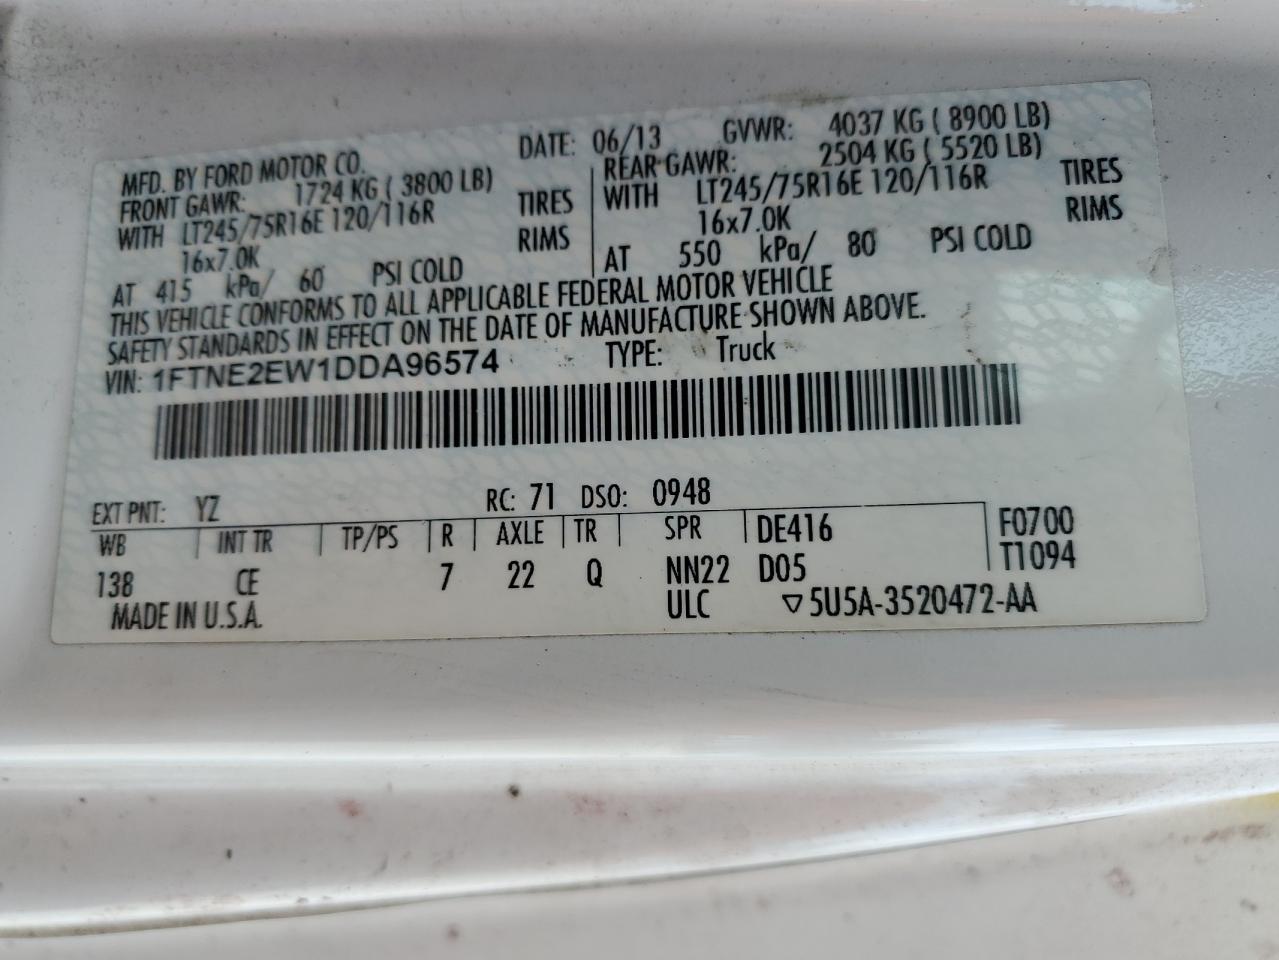 MFD. BY FORD MOTOR CO. DATE: 06/13 GVWR: 4037 KG ( 8900 LB)
FRONT GAWR: 1724 KG ( 3800 LB) REAR GAWR: 2504 KG ( 5520 LB)
WITH LT245/75R16E 120/116R TIRES WITH LT245/75R16E 120/116R TIRES
16x7.0K RIMS 16x7.0K RIMS
AT 415 kPa/ 60 PSI COLD AT 550 kPa/ 80 PSI COLD
THIS VEHICLE CONFORMS TO ALL APPLICABLE FEDERAL MOTOR VEHICLE
SAFETY STANDARDS IN EFFECT ON THE DATE OF MANUFACTURE SHOWN ABOVE.
VIN: 1FTNE2EW1DDA96574 TYPE: Truck
EXT PNT: YZ RC: 71 DSO: 0948
WB INT TR TP/PS R AXLE TR SPR DE416 F0700
138 CE 7 22 Q NN22 D05 T1094
MADE IN U.S.A. ULC ▽5U5A-3520472-AA